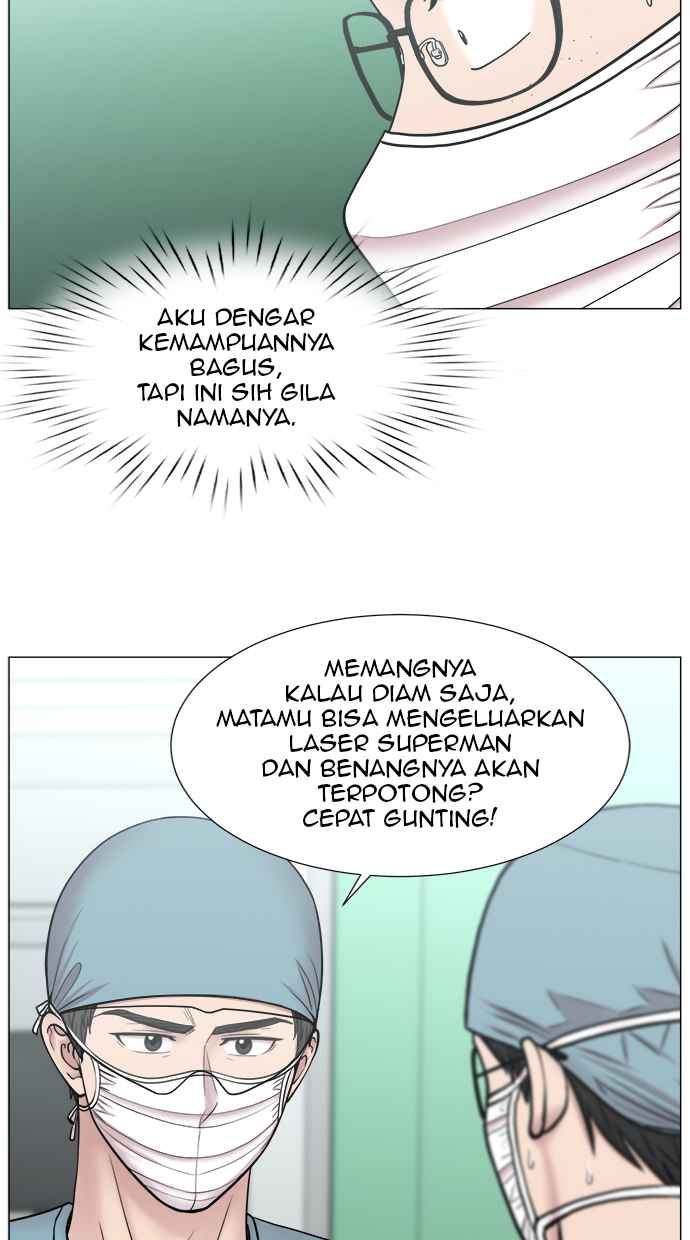 AKU DENGAR
KEMAMPUANNYA
BAGUS,
TAPI INI SIH GILA
NAMANYA.
MEMANGNYA
KALAU DIAM SAJA,
MATAMU BISA MENGELUARKAN
LASER SUPERMAN
DAN BENANGNYA AKAN
TERPOTONG?
CEPAT GUNTING!